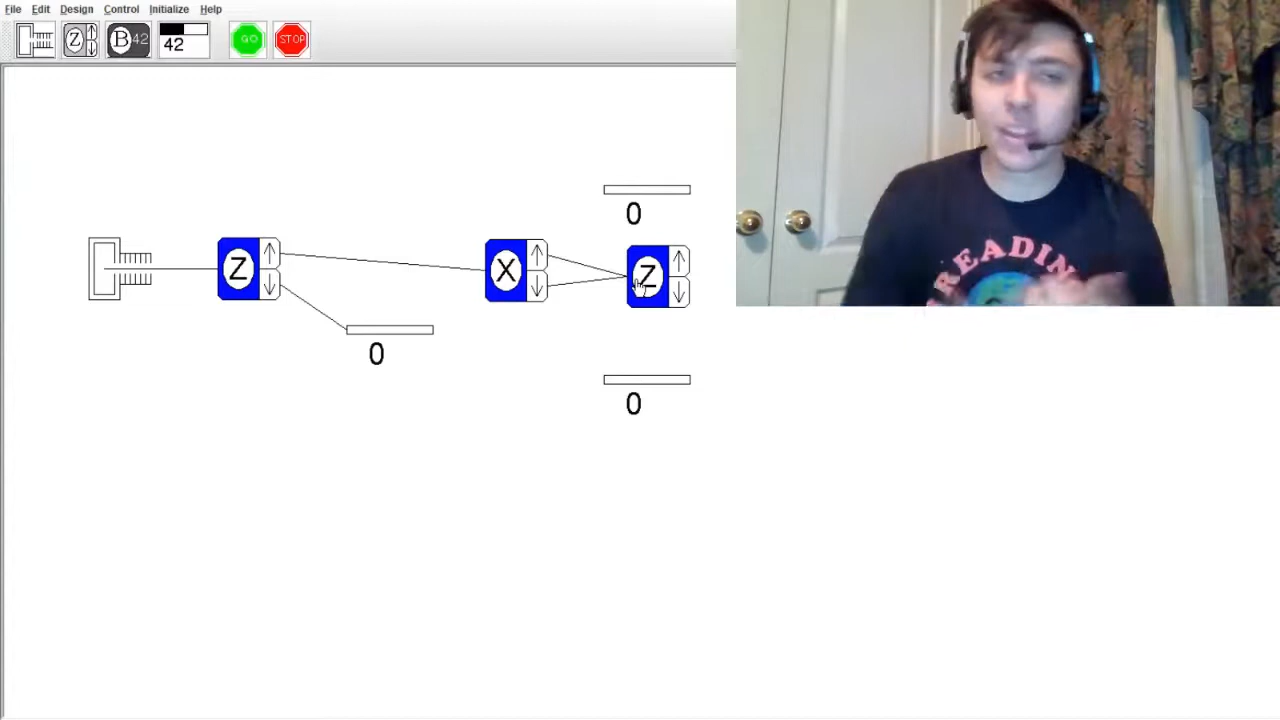 File Edit Design Control Initialize Help
Z B 42 42 GO STOP
0
Z X Z
0
0
READIN